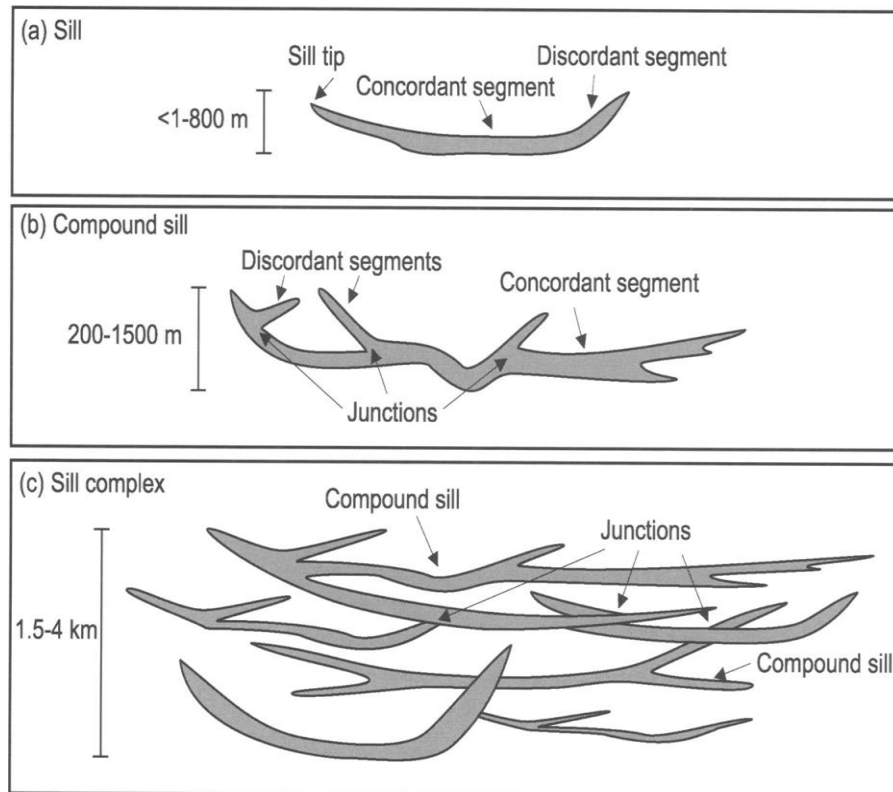 (a) Sill
Sill tip
Discordant segment
Concordant segment
<1-800 m
(b) Compound sill
Discordant segments
Concordant segment
200-1500 m
Junctions
(c) Sill complex
Compound sill
Junctions
1.5-4 km
Compound sill